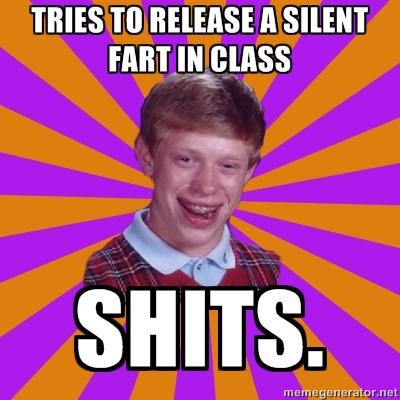 TRIES TO RELEASE A SILENT
FART IN CLASS
SHITS.
memegenerator.net